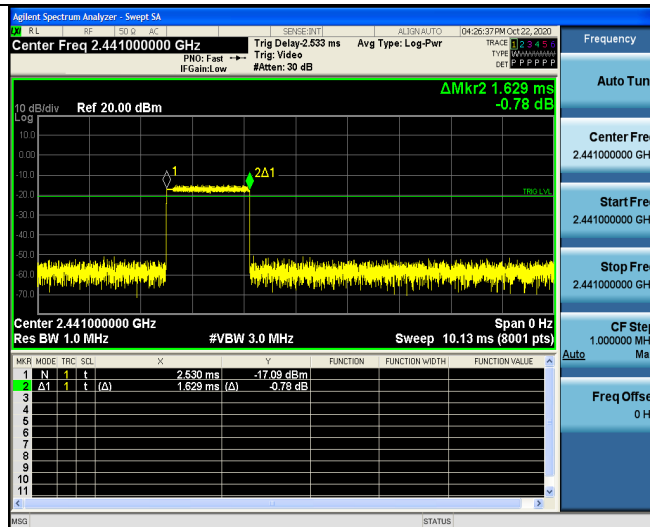 Agilent Spectrum Analyzer - Swept SA
LXI RL RF 50 Ω AC SENSE:INT ALIGN AUTO 04:26:37 PM Oct 22, 2020
Center Freq 2.441000000 GHz
PNO: Fast
IFGain:Low
Trig Delay-2.533 ms
Trig: Video
#Atten: 30 dB
Avg Type: Log-Pwr
TRACE 1 2 3 4 5 6
TYPE
DET P P P P P P
Frequency
ΔMkr2 1.629 ms
-0.78 dB
10 dB/div Ref 20.00 dBm
Log
10.0
0.00
-10.0
-20.0
-30.0
-40.0
-50.0
-60.0
-70.0
1
2Δ1
TRIG LVL
Center 2.441000000 GHz Span 0 Hz
Res BW 1.0 MHz #VBW 3.0 MHz Sweep 10.13 ms (8001 pts)
MKR MODE TRC SCL X Y FUNCTION FUNCTION WIDTH FUNCTION VALUE
1 N 1 t 2.530 ms -17.09 dBm
2 Δ1 1 t (Δ) 1.629 ms (Δ) -0.78 dB
3
4
5
6
7
8
9
10
11
MSG STATUS
Auto Tun
Center Fre
2.441000000 GH
Start Fre
2.441000000 GH
Stop Fre
2.441000000 GH
CF Step
1.000000 MH
Auto Ma
Freq Offse
0 H